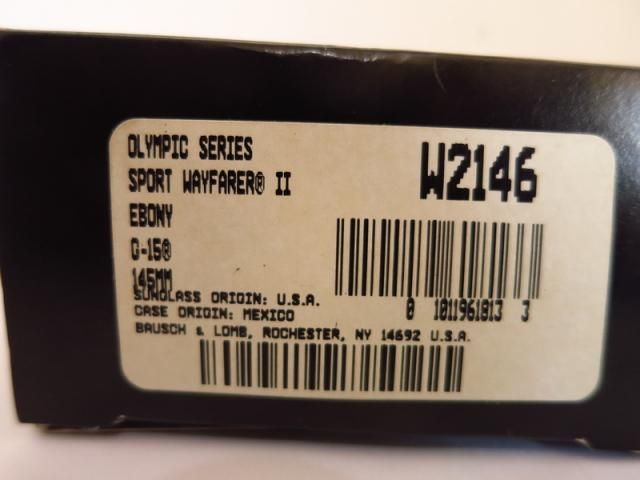 OLYMPIC SERIES
SPORT WAYFARER® II
EBONY
G-15®
145MM
W2146
0 1011961813 3
SUNGLASS ORIGIN: U.S.A.
CASE ORIGIN: MEXICO
BAUSCH & LOMB, ROCHESTER, NY 14692 U.S.A.